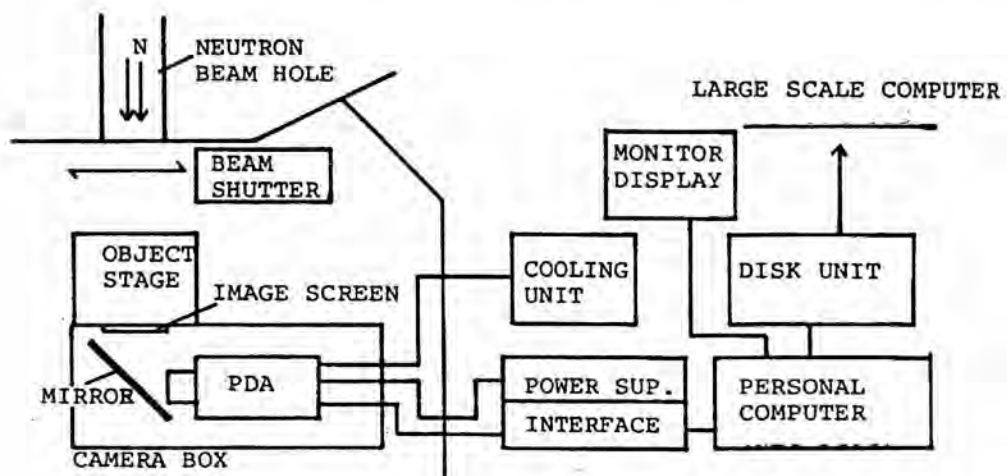 N
NEUTRON
BEAM HOLE
LARGE SCALE COMPUTER
BEAM
SHUTTER
MONITOR
DISPLAY
OBJECT
STAGE
IMAGE SCREEN
COOLING
UNIT
DISK UNIT
MIRROR
PDA
POWER SUP.
INTERFACE
PERSONAL
COMPUTER
CAMERA BOX